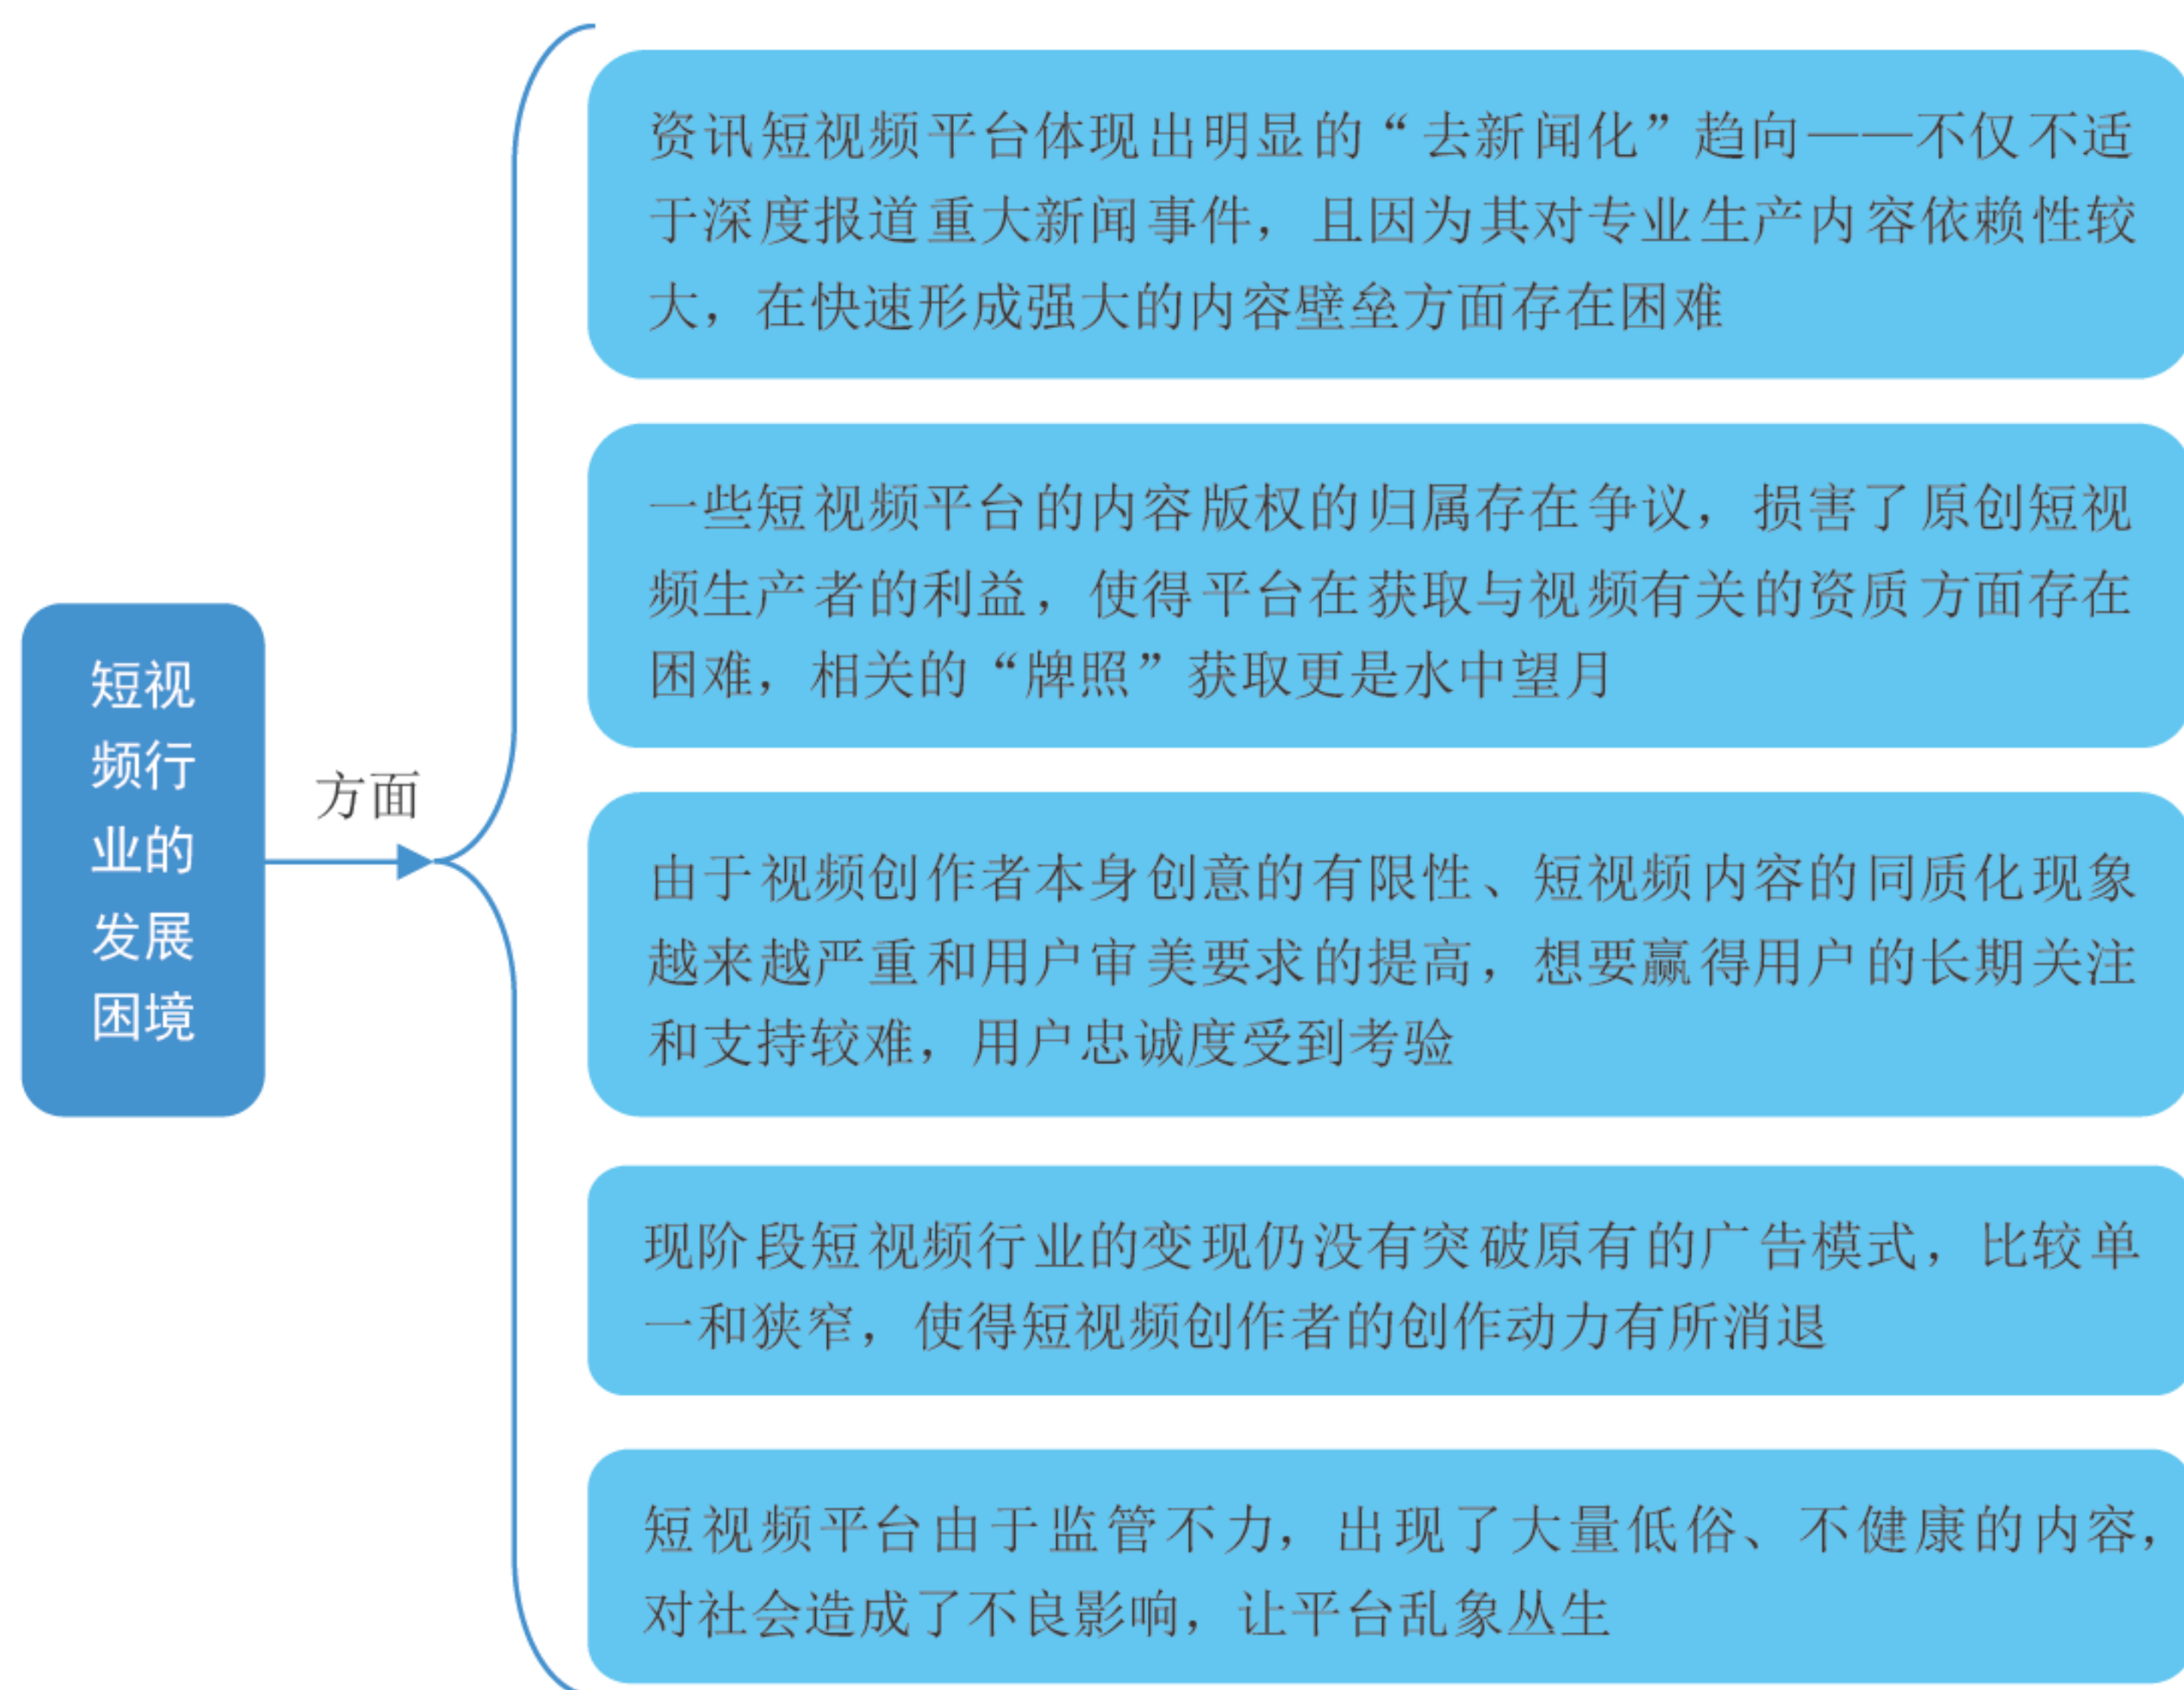 短视
频行
业的
发展
困境
方面
资讯短视频平台体现出明显的“去新闻化”趋向——不仅不适
于深度报道重大新闻事件，且因为其对专业生产内容依赖性较
大，在快速形成强大的内容壁垒方面存在困难
一些短视频平台的内容版权的归属存在争议，损害了原创短视
频生产者的利益，使得平台在获取与视频有关的资质方面存在
困难，相关的“牌照”获取更是水中望月
由于视频创作者本身创意的有限性、短视频内容的同质化现象
越来越严重和用户审美要求的提高，想要赢得用户的长期关注
和支持较难，用户忠诚度受到考验
现阶段短视频行业的变现仍没有突破原有的广告模式，比较单
一和狭窄，使得短视频创作者的创作动力有所消退
短视频平台由于监管不力，出现了大量低俗、不健康的内容，
对社会造成了不良影响，让平台乱象丛生